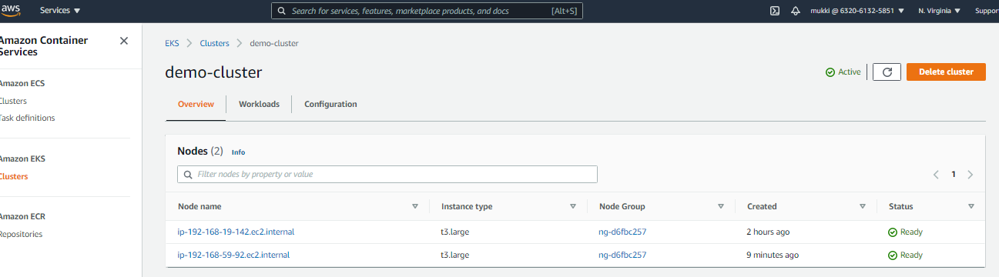 aws Services Search for services, features, marketplace products, and docs [Alt+S] mukki @ 6320-6132-5851 N. Virginia Suppor
Amazon Container
Services
Amazon ECS
Clusters
Task definitions
Amazon EKS
Clusters
Amazon ECR
Repositories
EKS Clusters demo-cluster
demo-cluster
Active Delete cluster
Overview Workloads Configuration
Nodes (2) Info
Filter nodes by property or value
1
Node name Instance type Node Group Created Status
ip-192-168-19-142.ec2.internal t3.large ng-d6fbc257 2 hours ago Ready
ip-192-168-59-92.ec2.internal t3.large ng-d6fbc257 9 minutes ago Ready